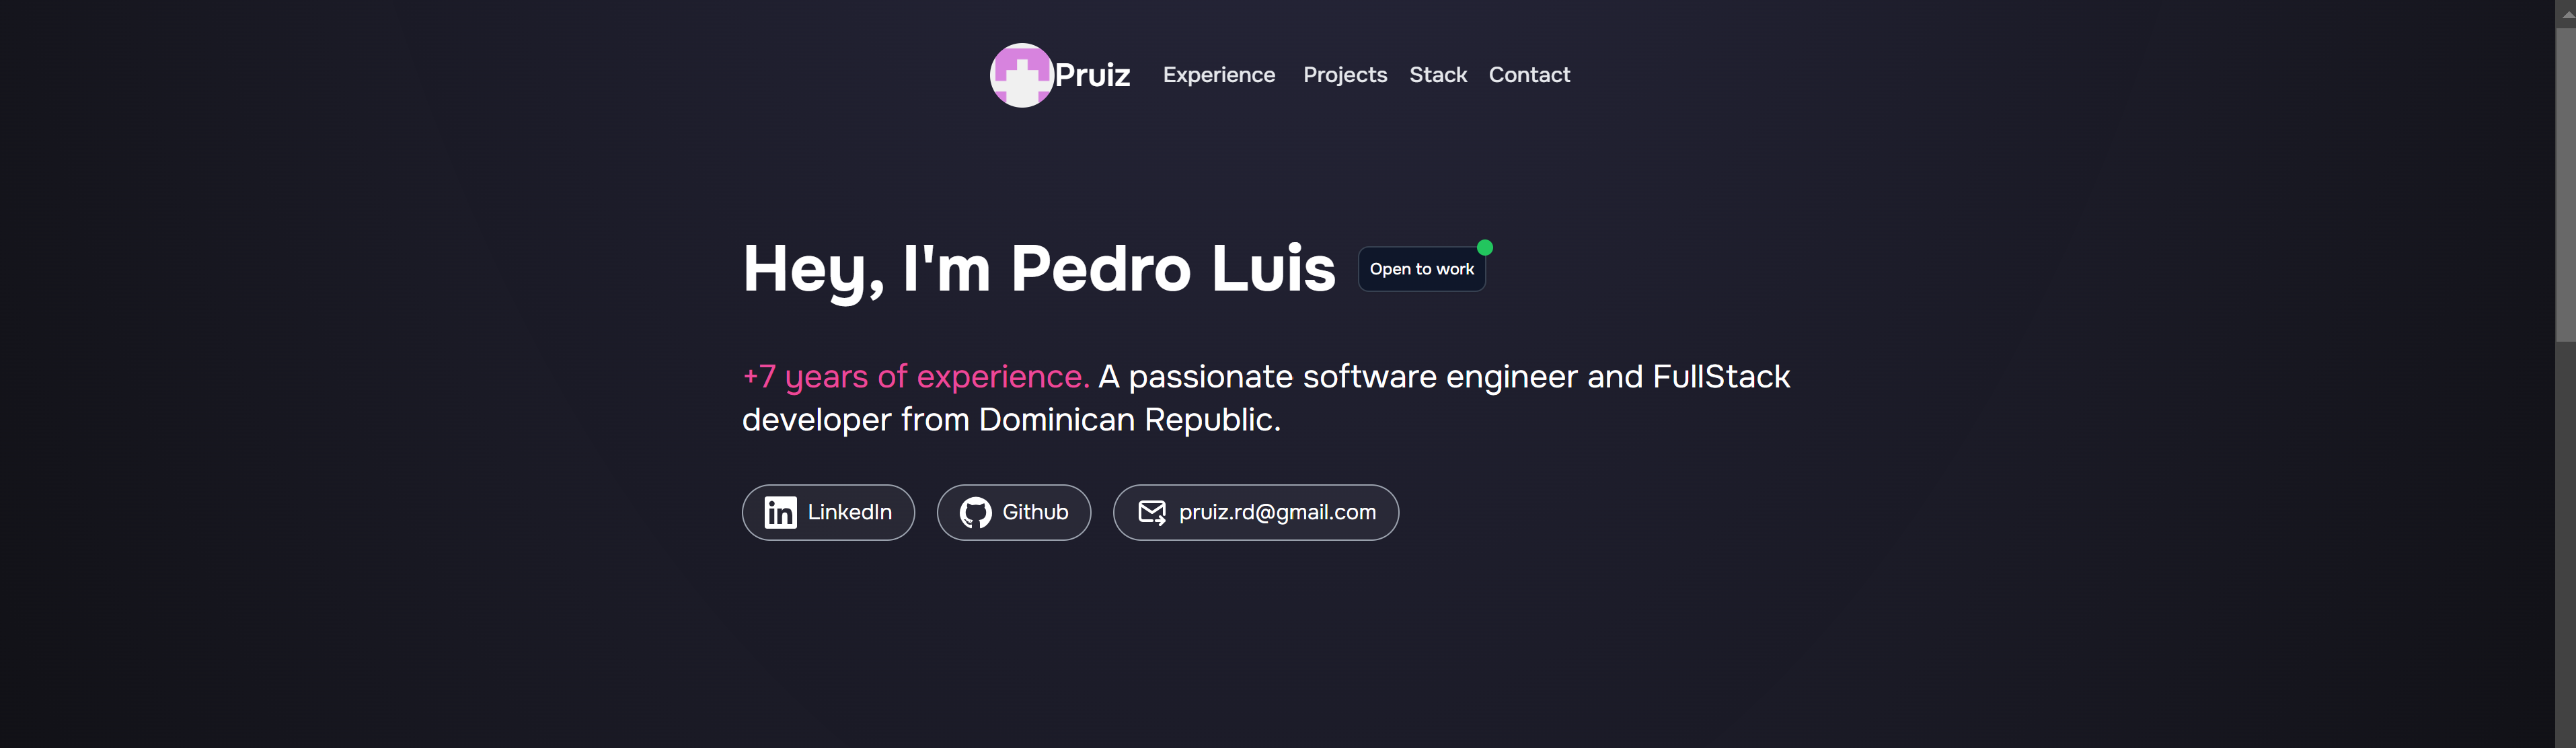 Pruiz Experience Projects Stack Contact
Hey, I'm Pedro Luis Open to work
+7 years of experience. A passionate software engineer and FullStack
developer from Dominican Republic.
LinkedIn Github pruiz.rd@gmail.com